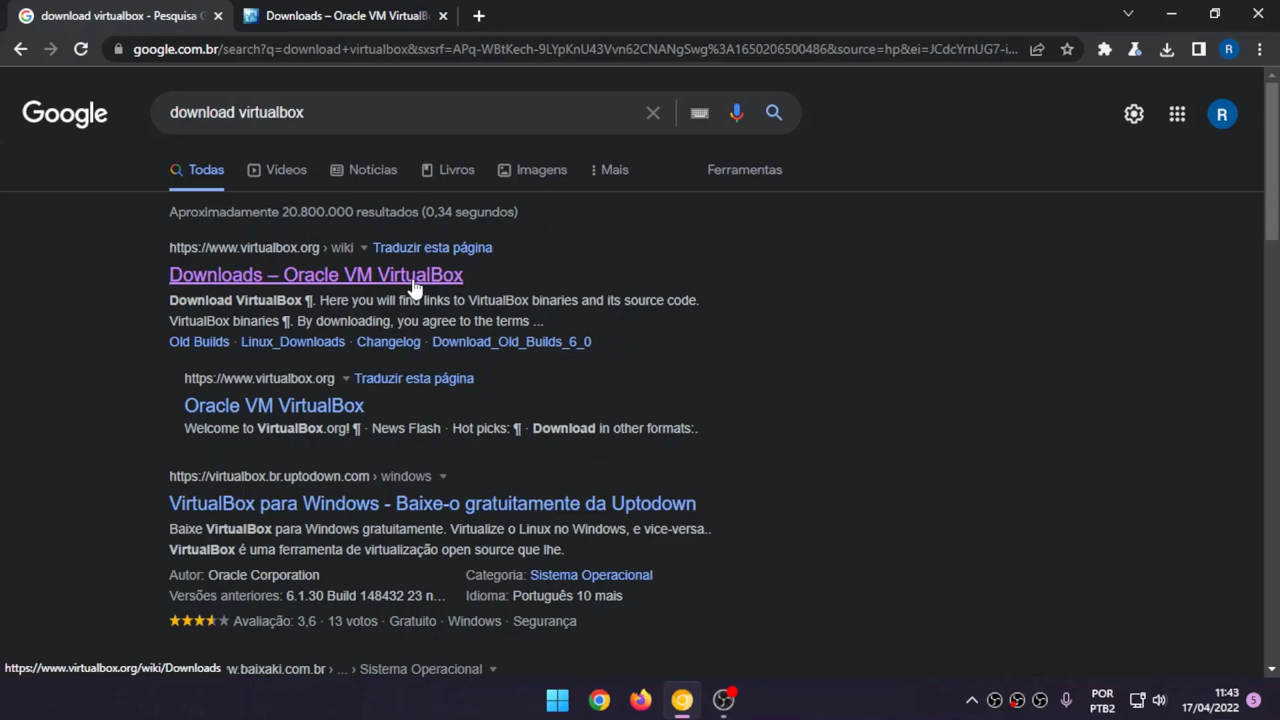 download virtualbox - Pesquisa G
Downloads – Oracle VM VirtualB
google.com.br/search?q=download+virtualbox&sxsrf=APq-WBtKech-9LYpKnU43Vvn62CNANgSwg%3A1650206500486&source=hp&ei=JCdcYrnUG7-i...
R
Google
download virtualbox
R
Todas
Vídeos
Notícias
Livros
Imagens
Mais
Ferramentas
Aproximadamente 20.800.000 resultados (0,34 segundos)
https://www.virtualbox.org › wiki Traduzir esta página
Downloads – Oracle VM VirtualBox
Download VirtualBox ¶. Here you will find links to VirtualBox binaries and its source code.
VirtualBox binaries ¶. By downloading, you agree to the terms ...
Old Builds · Linux_Downloads · Changelog · Download_Old_Builds_6_0
https://www.virtualbox.org Traduzir esta página
Oracle VM VirtualBox
Welcome to VirtualBox.org! ¶ · News Flash · Hot picks: ¶ · Download in other formats:.
https://virtualbox.br.uptodown.com › windows
VirtualBox para Windows - Baixe-o gratuitamente da Uptodown
Baixe VirtualBox para Windows gratuitamente. Virtualize o Linux no Windows, e vice-versa..
VirtualBox é uma ferramenta de virtualização open source que lhe.
Autor: Oracle Corporation
Categoria: Sistema Operacional
Versões anteriores: 6.1.30 Build 148432 23 n...
Idioma: Português 10 mais
Avaliação: 3,6 · 13 votos · Gratuito · Windows · Segurança
https://www.virtualbox.org/wiki/Downloads
w.baixaki.com.br › ... › Sistema Operacional
POR
PTB2
11:43
17/04/2022
5